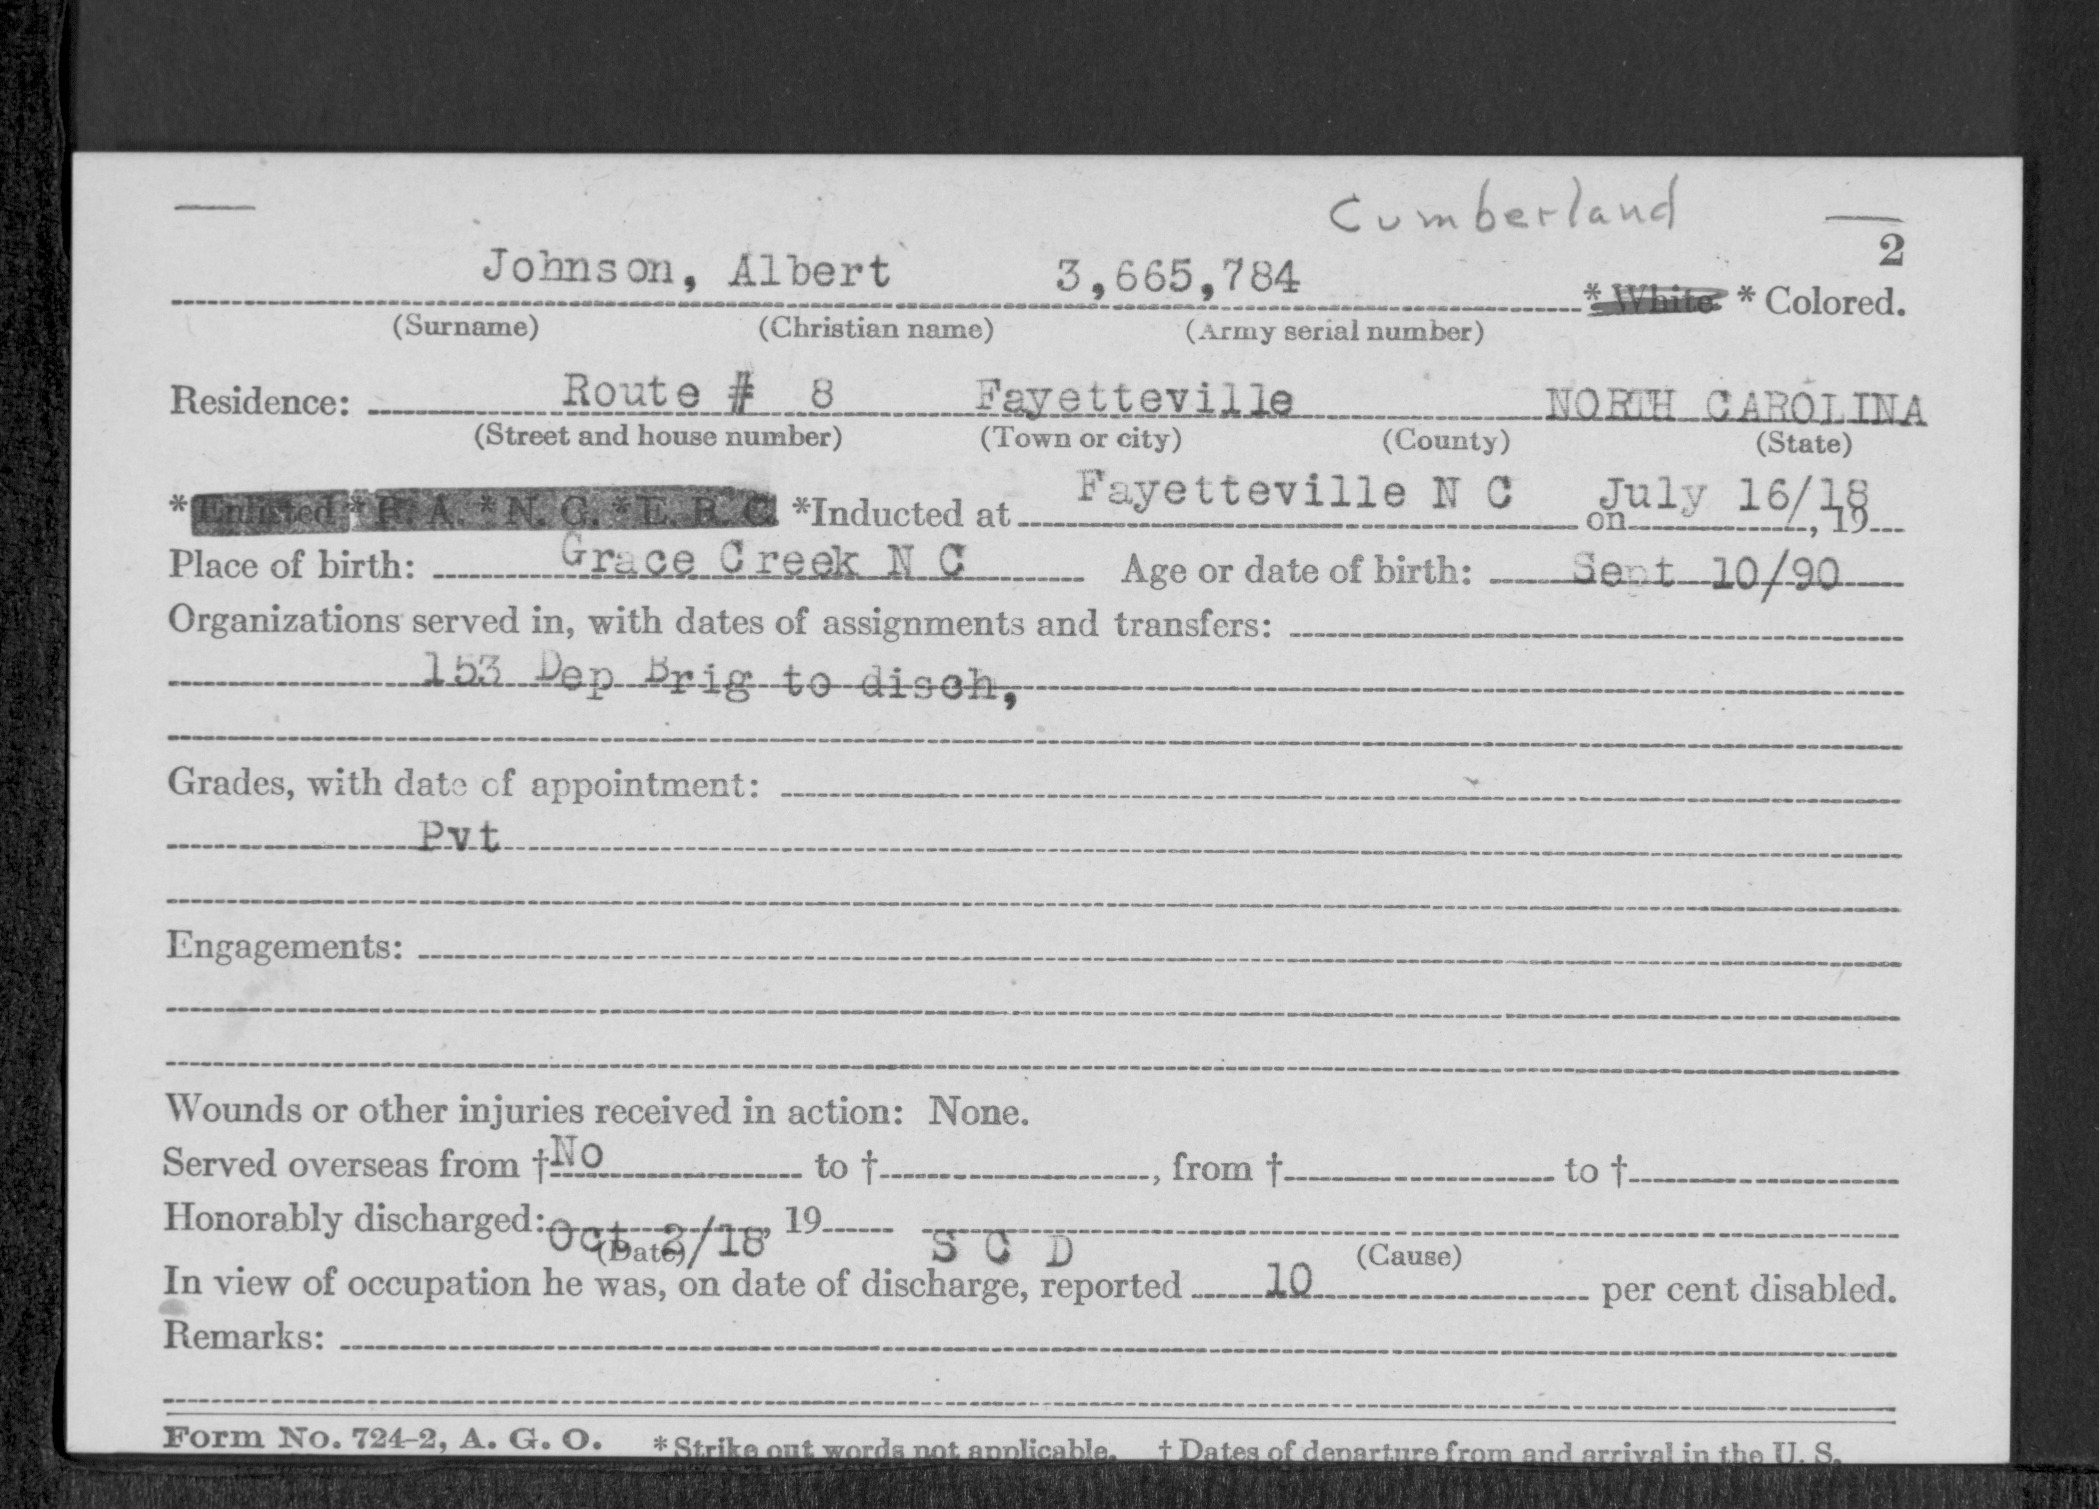 Cumberland
2
Johnson, Albert 3,665,784 * White * Colored.
(Surname) (Christian name) (Army serial number)
Residence: Route # 8 Fayetteville NORTH CAROLINA
(Street and house number) (Town or city) (County) (State)
*Enlisted * R. A. * N. G. * E. R. C. *Inducted at Fayetteville N C on July 16/18, 19
Place of birth: Grace Creek N C Age or date of birth: Sept 10/90
Organizations served in, with dates of assignments and transfers:
153 Dep Brig to disch,
Grades, with date of appointment:
Pvt
Engagements:
Wounds or other injuries received in action: None.
Served overseas from † No to †, from † to †
Honorably discharged: Oct 2/18, 19 S C D
(Date) (Cause)
In view of occupation he was, on date of discharge, reported 10 per cent disabled.
Remarks:
Form No. 724-2, A. G. O. * Strike out words not applicable. † Dates of departure from and arrival in the U. S.